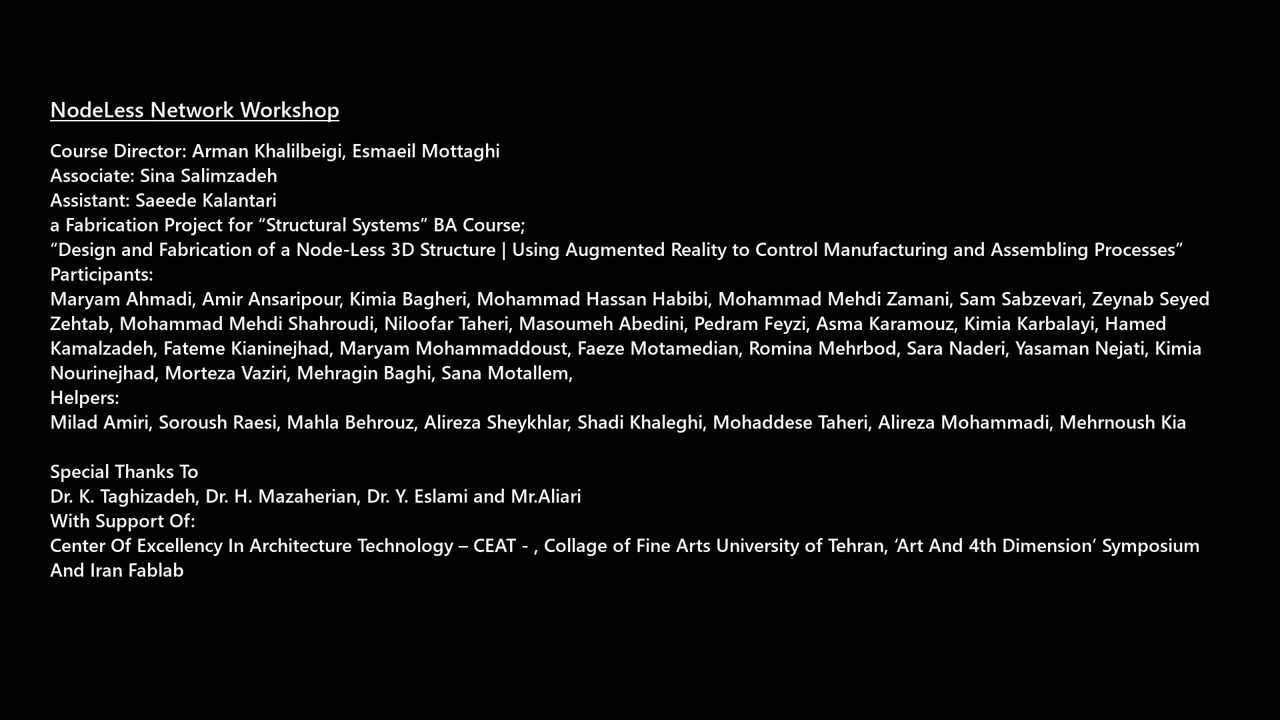 NodeLess Network Workshop
Course Director: Arman Khalilbeigi, Esmaeil Mottaghi
Associate: Sina Salimzadeh
Assistant: Saeede Kalantari
a Fabrication Project for “Structural Systems” BA Course;
“Design and Fabrication of a Node-Less 3D Structure | Using Augmented Reality to Control Manufacturing and Assembling Processes”
Participants:
Maryam Ahmadi, Amir Ansaripour, Kimia Bagheri, Mohammad Hassan Habibi, Mohammad Mehdi Zamani, Sam Sabzevari, Zeynab Seyed
Zehtab, Mohammad Mehdi Shahroudi, Niloofar Taheri, Masoumeh Abedini, Pedram Feyzi, Asma Karamouz, Kimia Karbalayi, Hamed
Kamalzadeh, Fateme Kianinejhad, Maryam Mohammaddoust, Faeze Motamedian, Romina Mehrbod, Sara Naderi, Yasaman Nejati, Kimia
Nourinejhad, Morteza Vaziri, Mehragin Baghi, Sana Motallem,
Helpers:
Milad Amiri, Soroush Raesi, Mahla Behrouz, Alireza Sheykhlar, Shadi Khaleghi, Mohaddese Taheri, Alireza Mohammadi, Mehrnoush Kia
Special Thanks To
Dr. K. Taghizadeh, Dr. H. Mazaherian, Dr. Y. Eslami and Mr.Aliari
With Support Of:
Center Of Excellency In Architecture Technology – CEAT - , Collage of Fine Arts University of Tehran, ‘Art And 4th Dimension’ Symposium
And Iran Fablab